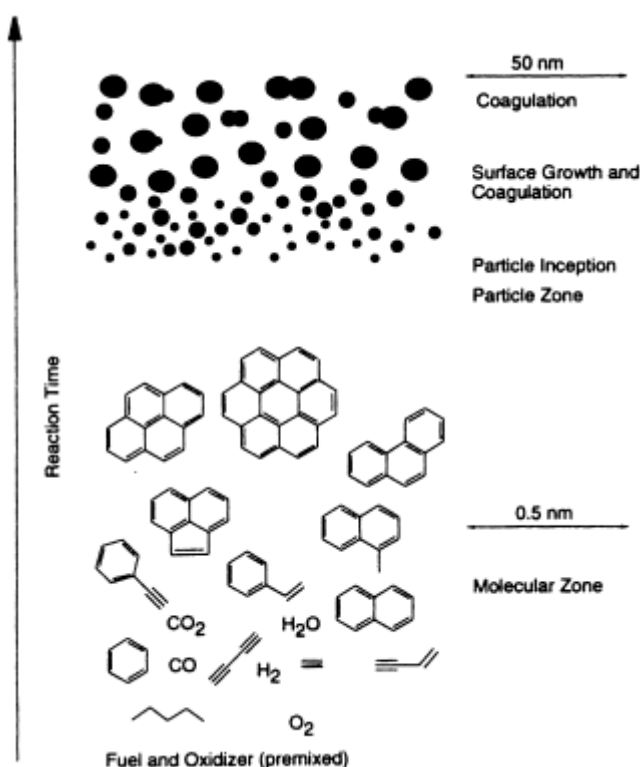 50 nm
Coagulation
Surface Growth and
Coagulation
Particle Inception
Particle Zone
Reaction Time
0.5 nm
Molecular Zone
CO2
H2O
CO
H2
O2
Fuel and Oxidizer (premixed)